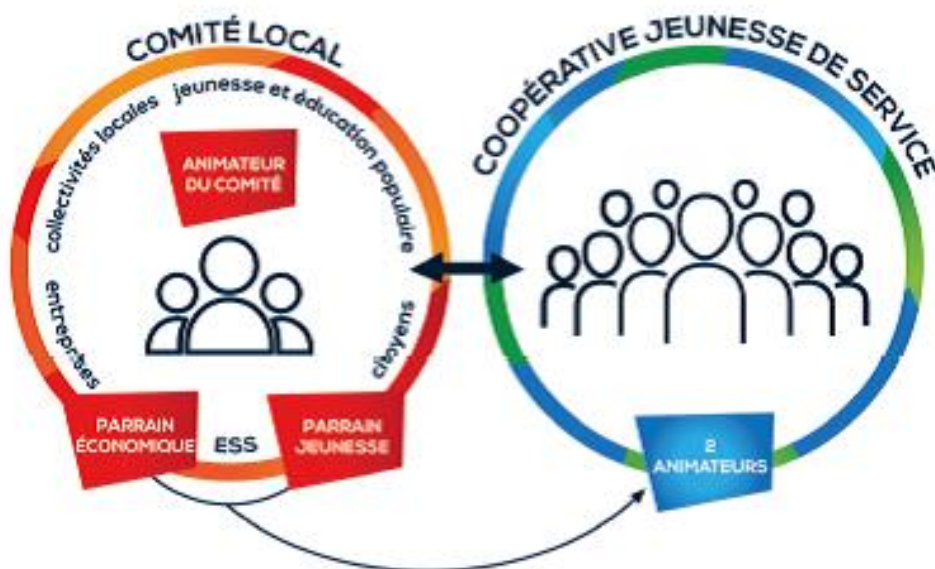 COMITÉ LOCAL
entreprises
collectivités locales
jeunesse et éducation populaire
citoyens
ANIMATEUR
DU COMITÉ
PARRAIN
ÉCONOMIQUE
ESS
PARRAIN
JEUNESSE
COOPÉRATIVE JEUNESSE DE SERVICE
2
ANIMATEURS